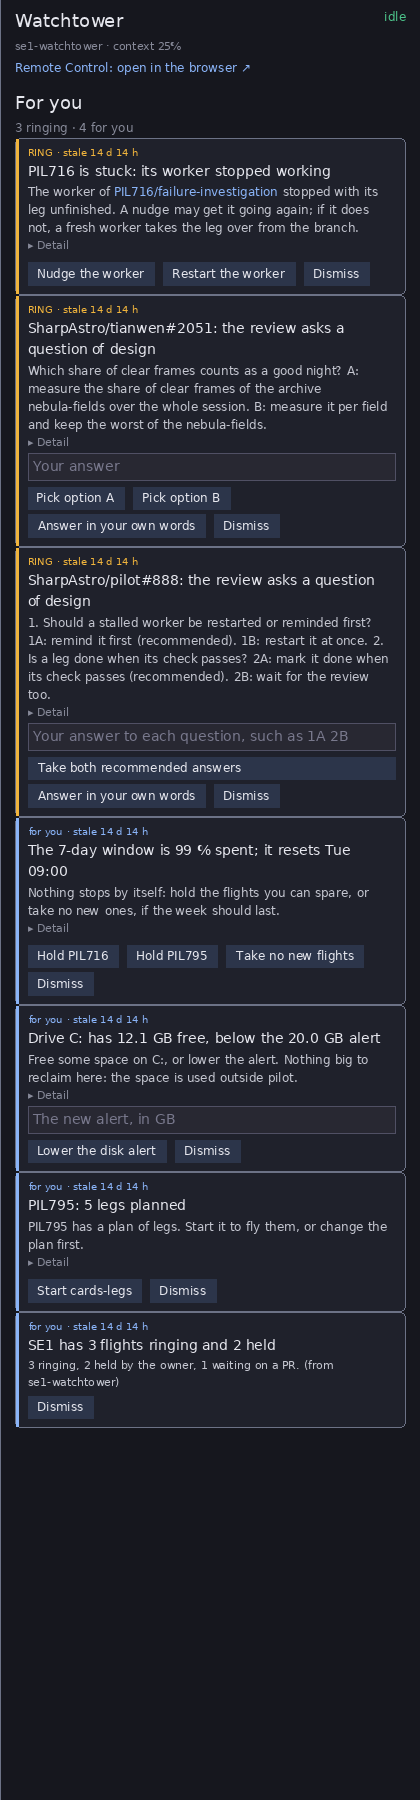 Watchtower
idle
se1-watchtower · context 25%
Remote Control: open in the browser ↗
For you
3 ringing · 4 for you
RING · stale 14 d 14 h
PIL716 is stuck: its worker stopped working
The worker of PIL716/failure-investigation stopped with its
leg unfinished. A nudge may get it going again; if it does
not, a fresh worker takes the leg over from the branch.
▸ Detail
Nudge the worker
Restart the worker
Dismiss
RING · stale 14 d 14 h
SharpAstro/tianwen#2051: the review asks a
question of design
Which share of clear frames counts as a good night? A:
measure the share of clear frames of the archive
nebula-fields over the whole session. B: measure it per field
and keep the worst of the nebula-fields.
▸ Detail
Your answer
Pick option A
Pick option B
Answer in your own words
Dismiss
RING · stale 14 d 14 h
SharpAstro/pilot#888: the review asks a question
of design
1. Should a stalled worker be restarted or reminded first?
1A: remind it first (recommended). 1B: restart it at once. 2.
Is a leg done when its check passes? 2A: mark it done when
its check passes (recommended). 2B: wait for the review
too.
▸ Detail
Your answer to each question, such as 1A 2B
Take both recommended answers
Answer in your own words
Dismiss
for you · stale 14 d 14 h
The 7-day window is 99 % spent; it resets Tue
09:00
Nothing stops by itself: hold the flights you can spare, or
take no new ones, if the week should last.
▸ Detail
Hold PIL716
Hold PIL795
Take no new flights
Dismiss
for you · stale 14 d 14 h
Drive C: has 12.1 GB free, below the 20.0 GB alert
Free some space on C:, or lower the alert. Nothing big to
reclaim here: the space is used outside pilot.
▸ Detail
The new alert, in GB
Lower the disk alert
Dismiss
for you · stale 14 d 14 h
PIL795: 5 legs planned
PIL795 has a plan of legs. Start it to fly them, or change the
plan first.
▸ Detail
Start cards-legs
Dismiss
for you · stale 14 d 14 h
SE1 has 3 flights ringing and 2 held
3 ringing, 2 held by the owner, 1 waiting on a PR. (from
se1-watchtower)
Dismiss